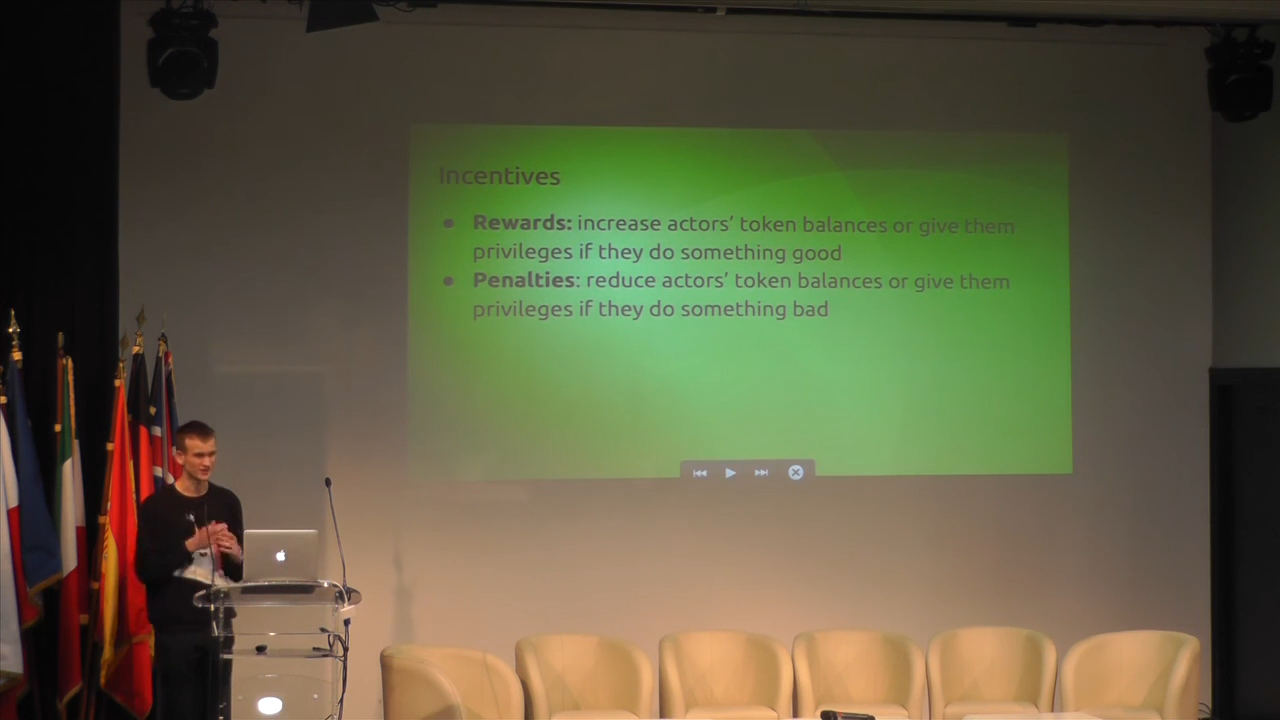 Incentives
● Rewards: increase actors’ token balances or give them
privileges if they do something good
● Penalties: reduce actors’ token balances or give them
privileges if they do something bad